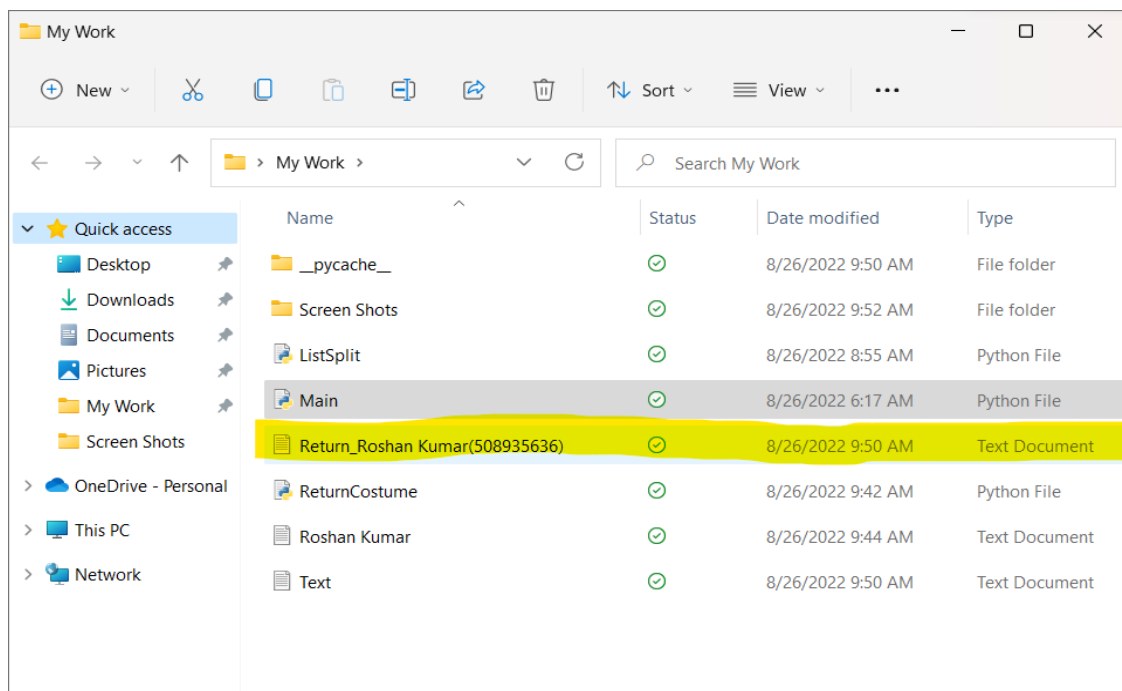 My Work
New Sort View •••
My Work Search My Work
Name Status Date modified Type
Quick access
Desktop
Downloads
Documents
Pictures
My Work
Screen Shots
OneDrive - Personal
This PC
Network
__pycache__ 8/26/2022 9:50 AM File folder
Screen Shots 8/26/2022 9:52 AM File folder
ListSplit 8/26/2022 8:55 AM Python File
Main 8/26/2022 6:17 AM Python File
Return_Roshan Kumar(508935636) 8/26/2022 9:50 AM Text Document
ReturnCostume 8/26/2022 9:42 AM Python File
Roshan Kumar 8/26/2022 9:44 AM Text Document
Text 8/26/2022 9:50 AM Text Document